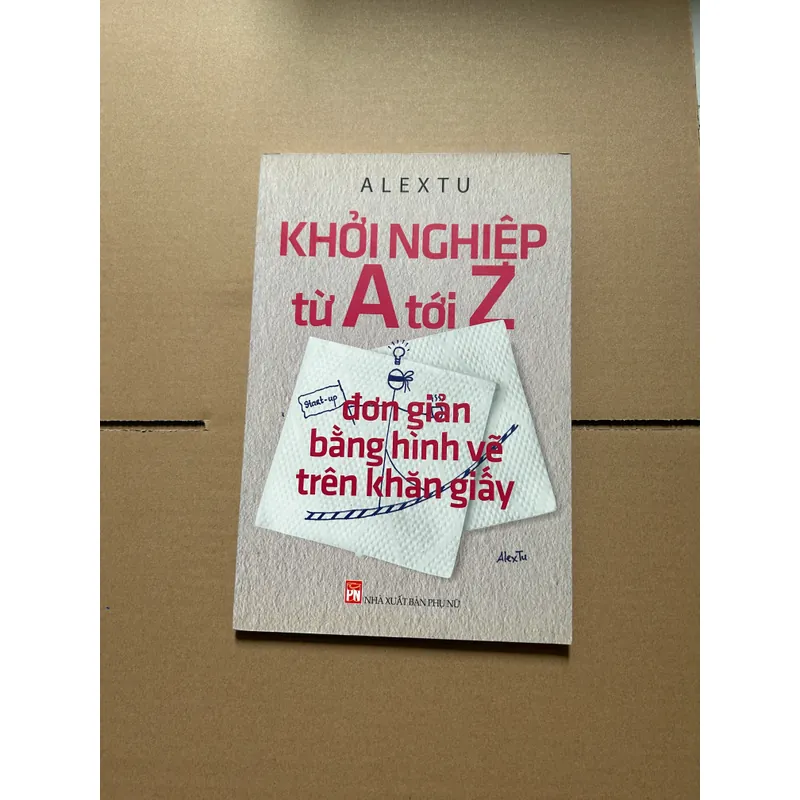 ALEXTU
KHỞI NGHIỆP
từ A tới Z
Start-up
đơn giản
bằng hình vẽ
trên khăn giấy
AlexTu
PN
NHÀ XUẤT BẢN PHỤ NỮ